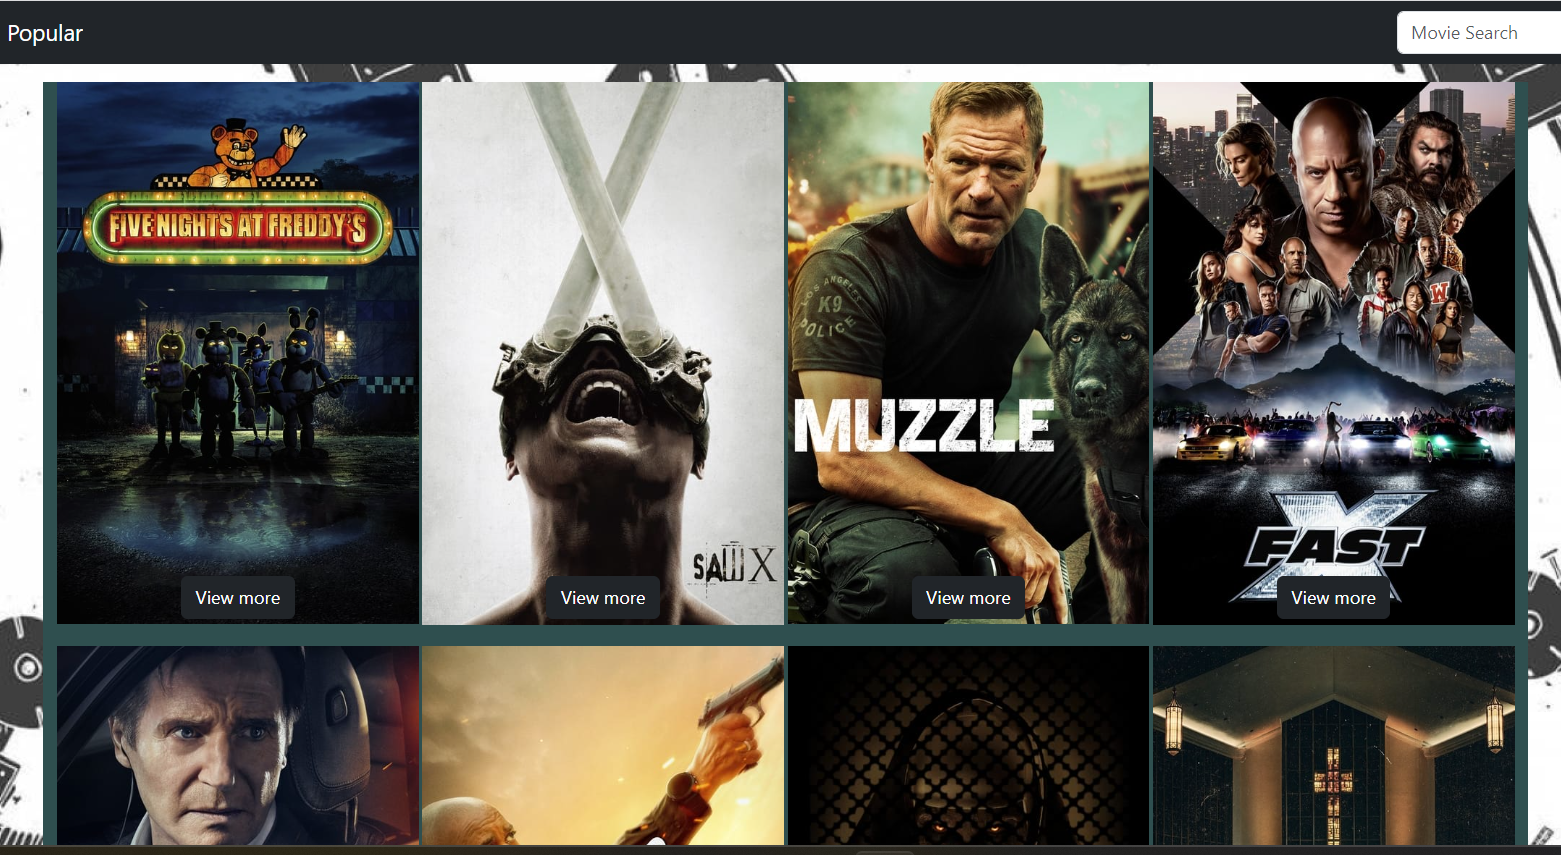 Popular
Movie Search
FIVE NIGHTS AT FREDDY'S
SAW X
LOS ANGELES
K9
POLICE
MUZZLE
W
FAST X
View more
View more
View more
View more